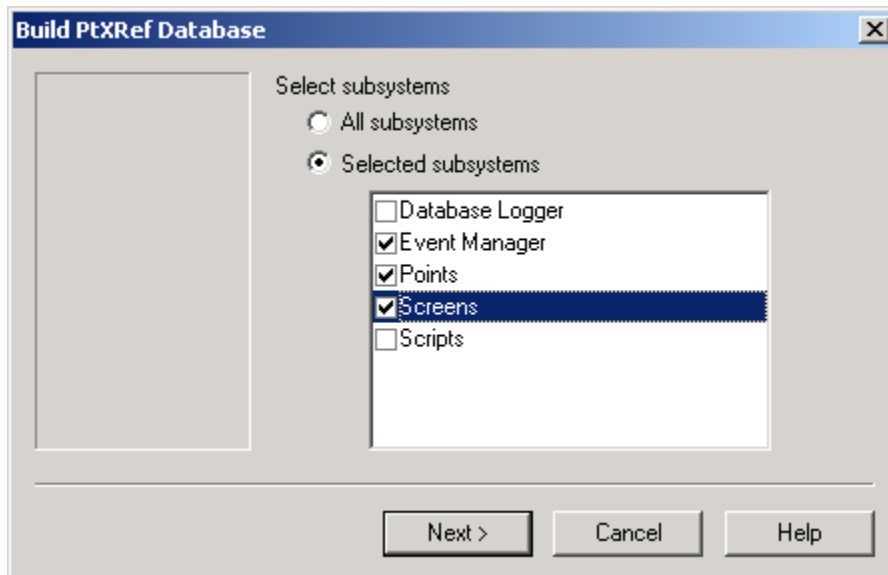 Build PtXRef Database
Select subsystems
All subsystems
Selected subsystems
Database Logger
Event Manager
Points
Screens
Scripts
Next >
Cancel
Help